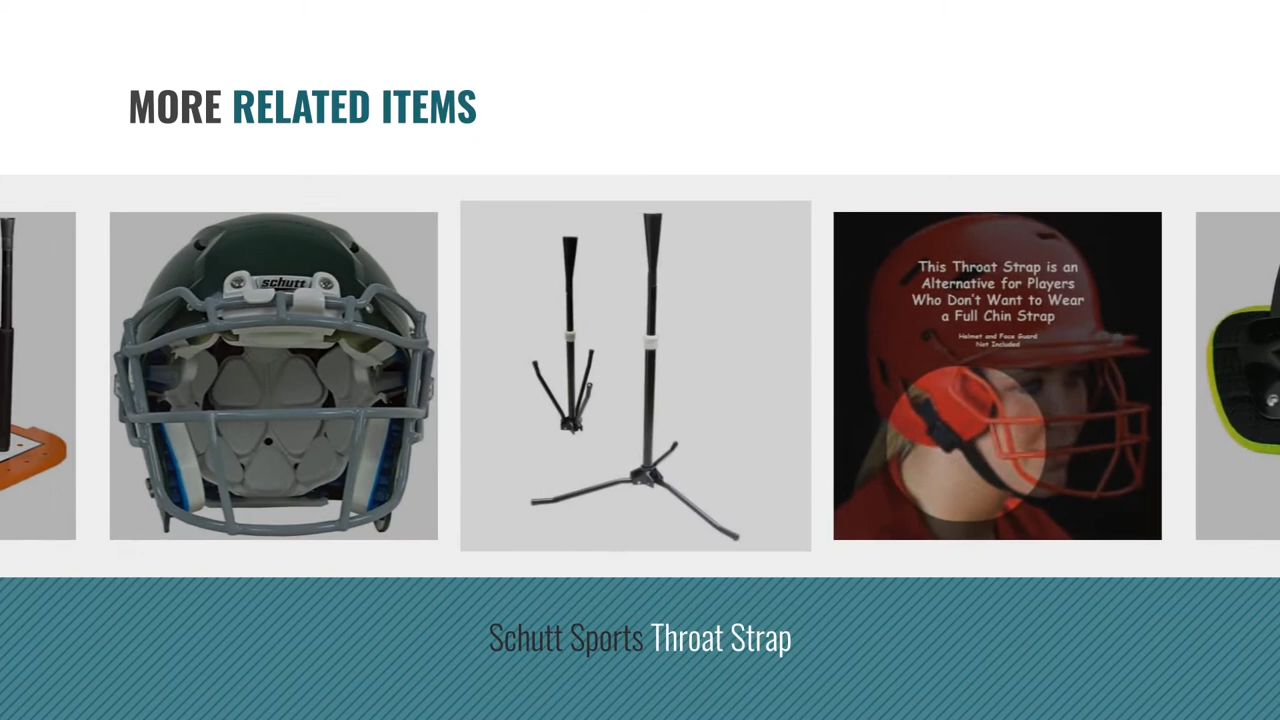 MORE RELATED ITEMS
schutt
This Throat Strap is an
Alternative for Players
Who Don't Want to Wear
a Full Chin Strap
Helmet and Face Guard
Not Included
Schutt Sports Throat Strap